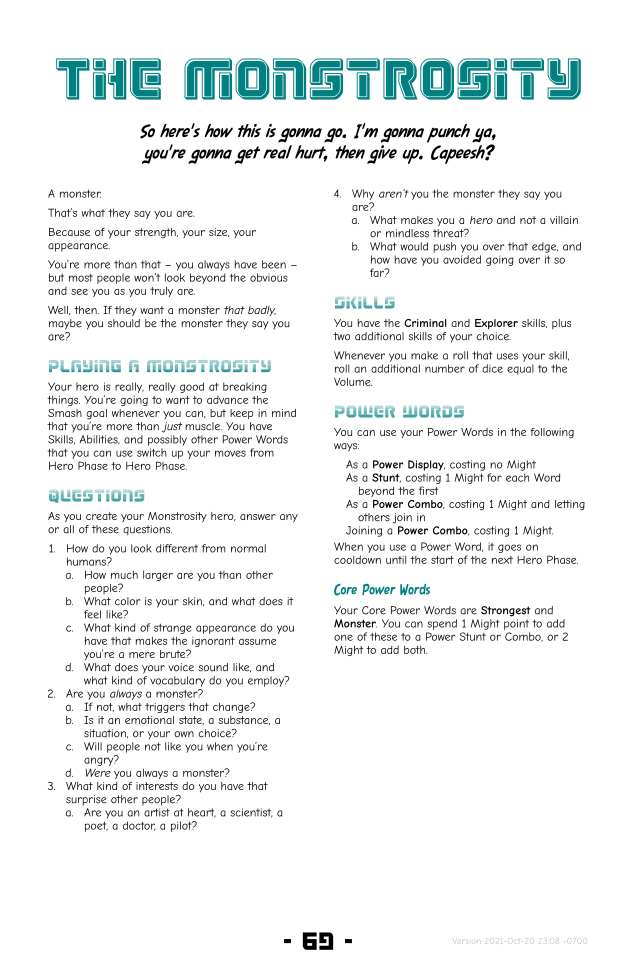 THE MONSTROSITY
So here's how this is gonna go. I'm gonna punch ya,
you're gonna get real hurt, then give up. Capeesh?
A monster.
That's what they say you are.
Because of your strength, your size, your
appearance.
You're more than that – you always have been –
but most people won't look beyond the obvious
and see you as you truly are.
Well, then. If they want a monster that badly,
maybe you should be the monster they say you
are?
PLAYING A MONSTROSITY
Your hero is really, really good at breaking
things. You're going to want to advance the
Smash goal whenever you can, but keep in mind
that you're more than just muscle. You have
Skills, Abilities, and possibly other Power Words
that you can use switch up your moves from
Hero Phase to Hero Phase.
QUESTIONS
As you create your Monstrosity hero, answer any
or all of these questions.
1. How do you look different from normal
humans?
a. How much larger are you than other
people?
b. What color is your skin, and what does it
feel like?
c. What kind of strange appearance do you
have that makes the ignorant assume
you're a mere brute?
d. What does your voice sound like, and
what kind of vocabulary do you employ?
2. Are you always a monster?
a. If not, what triggers that change?
b. Is it an emotional state, a substance, a
situation, or your own choice?
c. Will people not like you when you're
angry?
d. Were you always a monster?
3. What kind of interests do you have that
surprise other people?
a. Are you an artist at heart, a scientist, a
poet, a doctor, a pilot?
4. Why aren't you the monster they say you
are?
a. What makes you a hero and not a villain
or mindless threat?
b. What would push you over that edge, and
how have you avoided going over it so
far?
SKILLS
You have the Criminal and Explorer skills, plus
two additional skills of your choice.
Whenever you make a roll that uses your skill,
roll an additional number of dice equal to the
Volume.
POWER WORDS
You can use your Power Words in the following
ways:
As a Power Display, costing no Might
As a Stunt, costing 1 Might for each Word
beyond the first
As a Power Combo, costing 1 Might and letting
others join in
Joining a Power Combo, costing 1 Might.
When you use a Power Word, it goes on
cooldown until the start of the next Hero Phase.
Core Power Words
Your Core Power Words are Strongest and
Monster. You can spend 1 Might point to add
one of these to a Power Stunt or Combo, or 2
Might to add both.
- 69 -
Version 2021-Oct-20 23:08 -0700